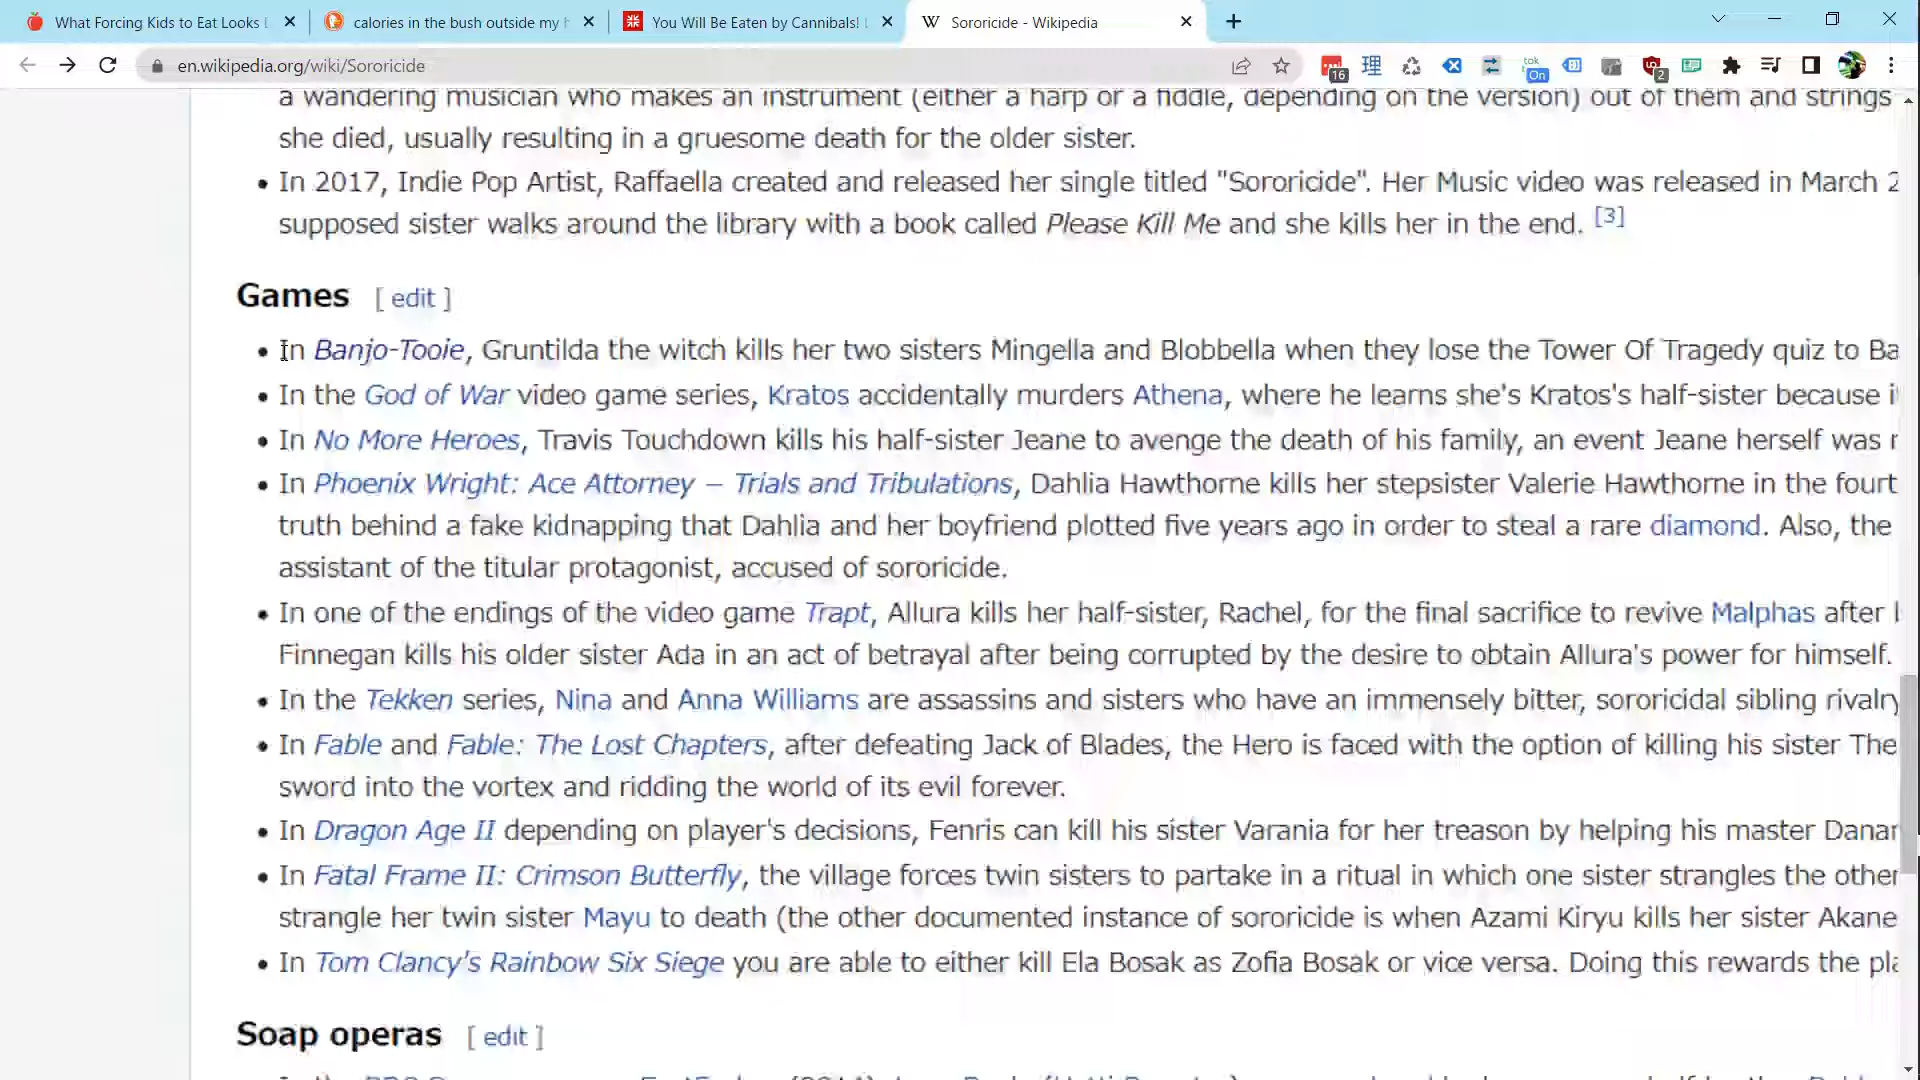 What Forcing Kids to Eat Looks L
calories in the bush outside my h
You Will Be Eaten by Cannibals! L
Sororicide - Wikipedia
en.wikipedia.org/wiki/Sororicide
16
理
tok
On
2
a wandering musician who makes an instrument (either a harp or a fiddle, depending on the version) out of them and strings
she died, usually resulting in a gruesome death for the older sister.
In 2017, Indie Pop Artist, Raffaella created and released her single titled "Sororicide". Her Music video was released in March 2
supposed sister walks around the library with a book called Please Kill Me and she kills her in the end. [3]
Games [ edit ]
In Banjo-Tooie, Gruntilda the witch kills her two sisters Mingella and Blobbella when they lose the Tower Of Tragedy quiz to Ba
In the God of War video game series, Kratos accidentally murders Athena, where he learns she's Kratos's half-sister because i
In No More Heroes, Travis Touchdown kills his half-sister Jeane to avenge the death of his family, an event Jeane herself was r
In Phoenix Wright: Ace Attorney – Trials and Tribulations, Dahlia Hawthorne kills her stepsister Valerie Hawthorne in the fourt
truth behind a fake kidnapping that Dahlia and her boyfriend plotted five years ago in order to steal a rare diamond. Also, the
assistant of the titular protagonist, accused of sororicide.
In one of the endings of the video game Trapt, Allura kills her half-sister, Rachel, for the final sacrifice to revive Malphas after
Finnegan kills his older sister Ada in an act of betrayal after being corrupted by the desire to obtain Allura's power for himself.
In the Tekken series, Nina and Anna Williams are assassins and sisters who have an immensely bitter, sororicidal sibling rivalry
In Fable and Fable: The Lost Chapters, after defeating Jack of Blades, the Hero is faced with the option of killing his sister The
sword into the vortex and ridding the world of its evil forever.
In Dragon Age II depending on player's decisions, Fenris can kill his sister Varania for her treason by helping his master Danar
In Fatal Frame II: Crimson Butterfly, the village forces twin sisters to partake in a ritual in which one sister strangles the other
strangle her twin sister Mayu to death (the other documented instance of sororicide is when Azami Kiryu kills her sister Akane
In Tom Clancy's Rainbow Six Siege you are able to either kill Ela Bosak as Zofia Bosak or vice versa. Doing this rewards the pla
Soap operas [ edit ]